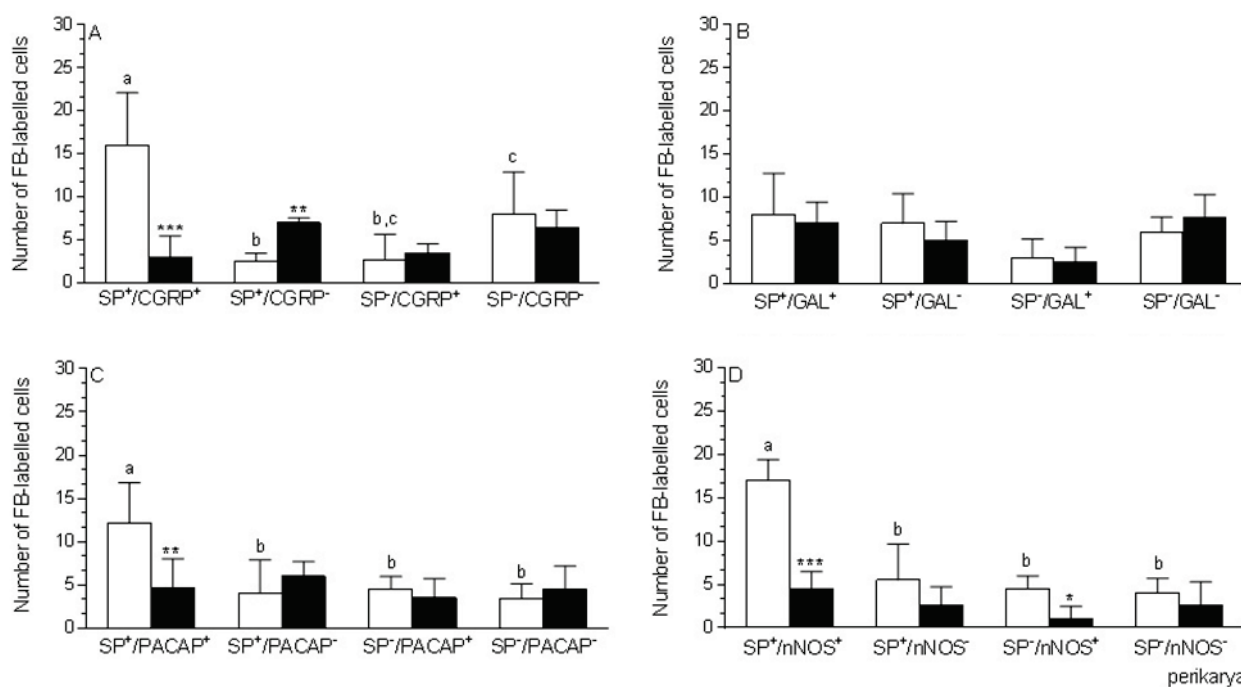 A
Number of FB-labelled cells
30
25
20
15
10
5
0
a
***
b
**
b,c
c
SP⁺/CGRP⁺ SP⁺/CGRP⁻ SP⁻/CGRP⁺ SP⁻/CGRP⁻
B
Number of FB-labelled cells
30
25
20
15
10
5
0
SP⁺/GAL⁺ SP⁺/GAL⁻ SP⁻/GAL⁺ SP⁻/GAL⁻
C
Number of FB-labelled cells
30
25
20
15
10
5
0
a
**
b
b
b
SP⁺/PACAP⁺ SP⁺/PACAP⁻ SP⁻/PACAP⁺ SP⁻/PACAP⁻
D
Number of FB-labelled cells
30
25
20
15
10
5
0
a
***
b
b
*
b
SP⁺/nNOS⁺ SP⁺/nNOS⁻ SP⁻/nNOS⁺ SP⁻/nNOS⁻
perikarya